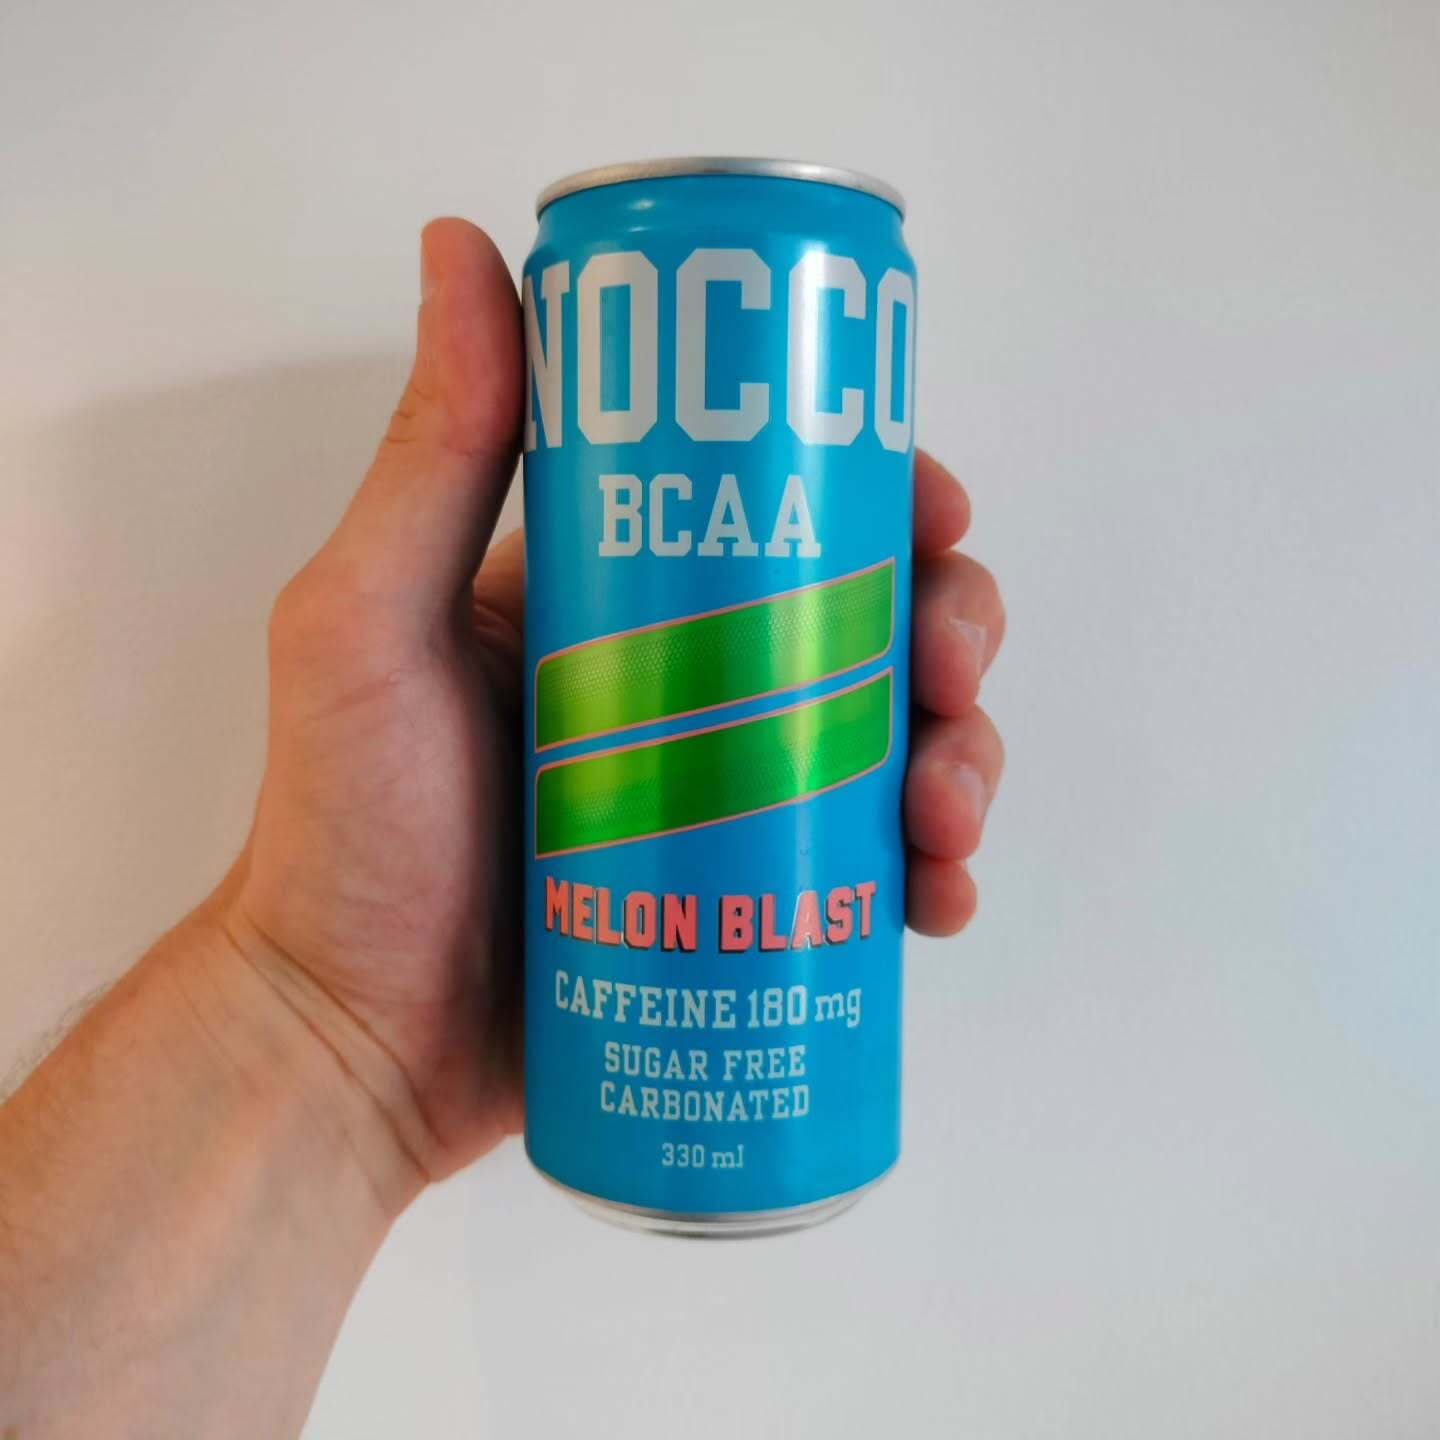 NOCCO
BCAA
MELON BLAST
CAFFEINE 180 mg
SUGAR FREE
CARBONATED
330 ml